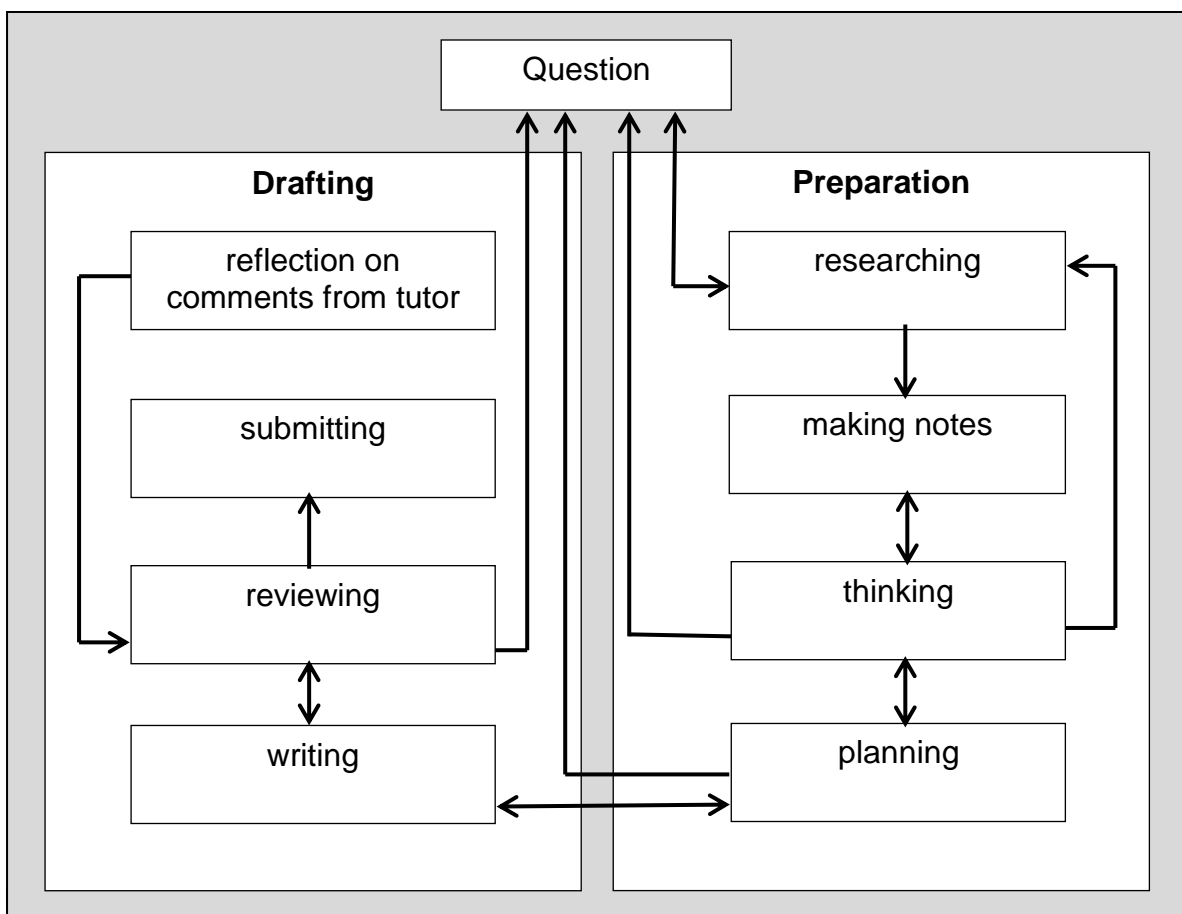 Question
Drafting
reflection on
comments from tutor
submitting
reviewing
writing
Preparation
researching
making notes
thinking
planning